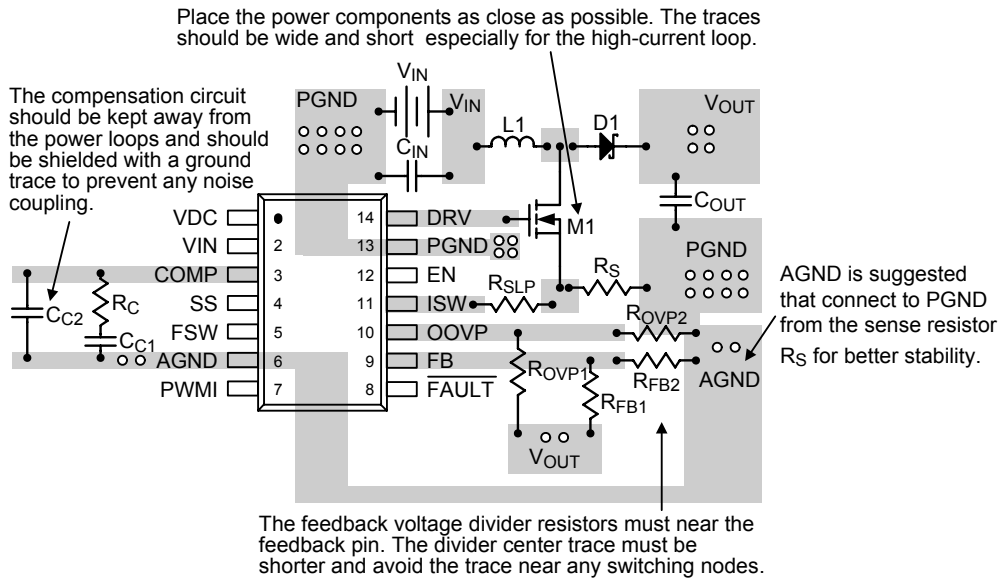 Place the power components as close as possible. The traces
should be wide and short especially for the high-current loop.
The compensation circuit
should be kept away from
the power loops and should
be shielded with a ground
trace to prevent any noise
coupling.
PGND
VIN
VIN
CIN
L1
D1
VOUT
COUT
M1
VDC
VIN
COMP
SS
FSW
AGND
PWMI
2
3
4
5
6
7
14
13
12
11
10
9
8
DRV
PGND
EN
ISW
OOVP
FB
FAULT
CC2
RC
CC1
RSLP
RS
PGND
ROVP2
ROVP1
RFB2
RFB1
AGND
VOUT
AGND is suggested
that connect to PGND
from the sense resistor
RS for better stability.
The feedback voltage divider resistors must near the
feedback pin. The divider center trace must be
shorter and avoid the trace near any switching nodes.